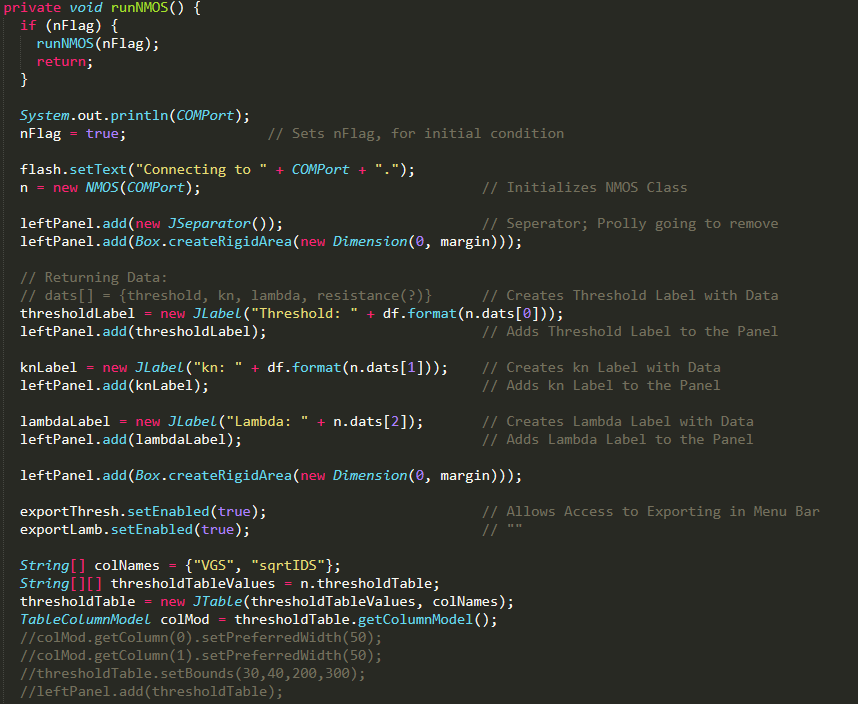 private void runNMOS() {
  if (nFlag) {
    runNMOS(nFlag);
    return;
  }

  System.out.println(COMPort);
  nFlag = true;                 // Sets nFlag, for initial condition

  flash.setText("Connecting to " + COMPort + ".");
  n = new NMOS(COMPort);                                  // Initializes NMOS Class

  leftPanel.add(new JSeparator());                        // Seperator; Prolly going to remove
  leftPanel.add(Box.createRigidArea(new Dimension(0, margin)));

  // Returning Data:
  // dats[] = {threshold, kn, lambda, resistance(?)}      // Creates Threshold Label with Data
  thresholdLabel = new JLabel("Threshold: " + df.format(n.dats[0]));
  leftPanel.add(thresholdLabel);                          // Adds Threshold Label to the Panel

  knLabel = new JLabel("kn: " + df.format(n.dats[1]));    // Creates kn Label with Data
  leftPanel.add(knLabel);                                 // Adds kn Label to the Panel

  lambdaLabel = new JLabel("Lambda: " + n.dats[2]);       // Creates Lambda Label with Data
  leftPanel.add(lambdaLabel);                             // Adds Lambda Label to the Panel

  leftPanel.add(Box.createRigidArea(new Dimension(0, margin)));

  exportThresh.setEnabled(true);                          // Allows Access to Exporting in Menu Bar
  exportLamb.setEnabled(true);                            // ""

  String[] colNames = {"VGS", "sqrtIDS"};
  String[][] thresholdTableValues = n.thresholdTable;
  thresholdTable = new JTable(thresholdTableValues, colNames);
  TableColumnModel colMod = thresholdTable.getColumnModel();
  //colMod.getColumn(0).setPreferredWidth(50);
  //colMod.getColumn(1).setPreferredWidth(50);
  //thresholdTable.setBounds(30,40,200,300);
  //leftPanel.add(thresholdTable);